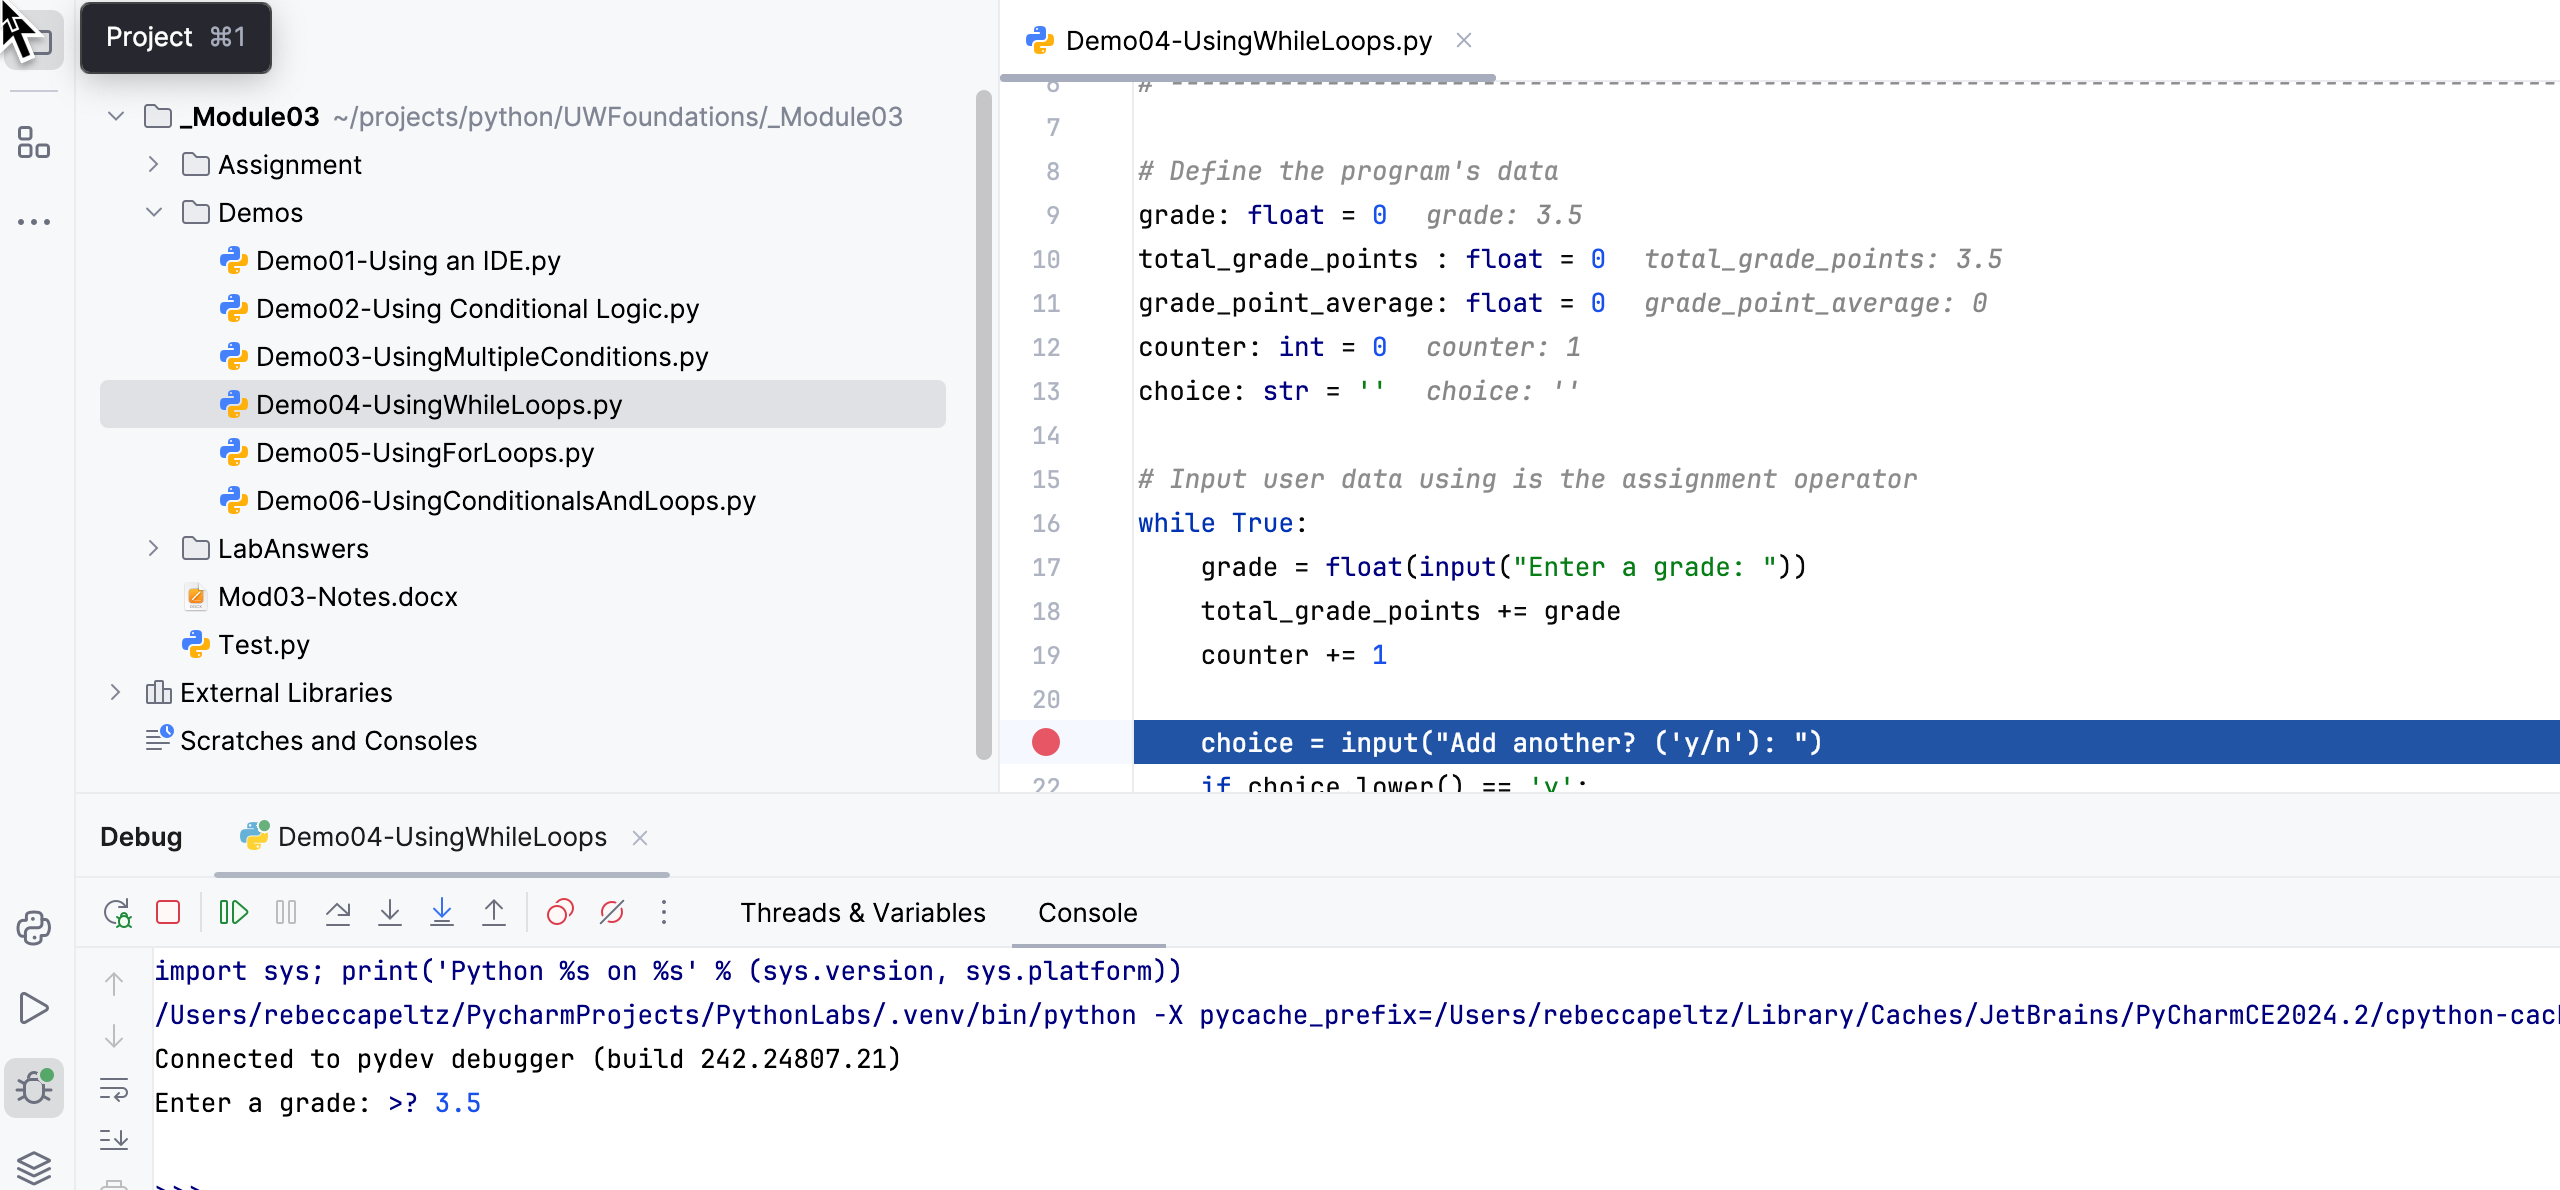 Project ⌘1
_Module03 ~/projects/python/UWFoundations/_Module03
Assignment
Demos
Demo01-Using an IDE.py
Demo02-Using Conditional Logic.py
Demo03-UsingMultipleConditions.py
Demo04-UsingWhileLoops.py
Demo05-UsingForLoops.py
Demo06-UsingConditionalsAndLoops.py
LabAnswers
Mod03-Notes.docx
Test.py
External Libraries
Scratches and Consoles
Demo04-UsingWhileLoops.py
6 # ------------------------------------------------------------------------------------------
7
8 # Define the program's data
9 grade: float = 0 grade: 3.5
10 total_grade_points : float = 0 total_grade_points: 3.5
11 grade_point_average: float = 0 grade_point_average: 0
12 counter: int = 0 counter: 1
13 choice: str = '' choice: ''
14
15 # Input user data using is the assignment operator
16 while True:
17 grade = float(input("Enter a grade: "))
18 total_grade_points += grade
19 counter += 1
20
choice = input("Add another? ('y/n'): ")
22 if choice.lower() == 'y':
Debug Demo04-UsingWhileLoops
Threads & Variables Console
import sys; print('Python %s on %s' % (sys.version, sys.platform))
/Users/rebeccapeltz/PycharmProjects/PythonLabs/.venv/bin/python -X pycache_prefix=/Users/rebeccapeltz/Library/Caches/JetBrains/PyCharmCE2024.2/cpython-cac
Connected to pydev debugger (build 242.24807.21)
Enter a grade: >? 3.5
>>>